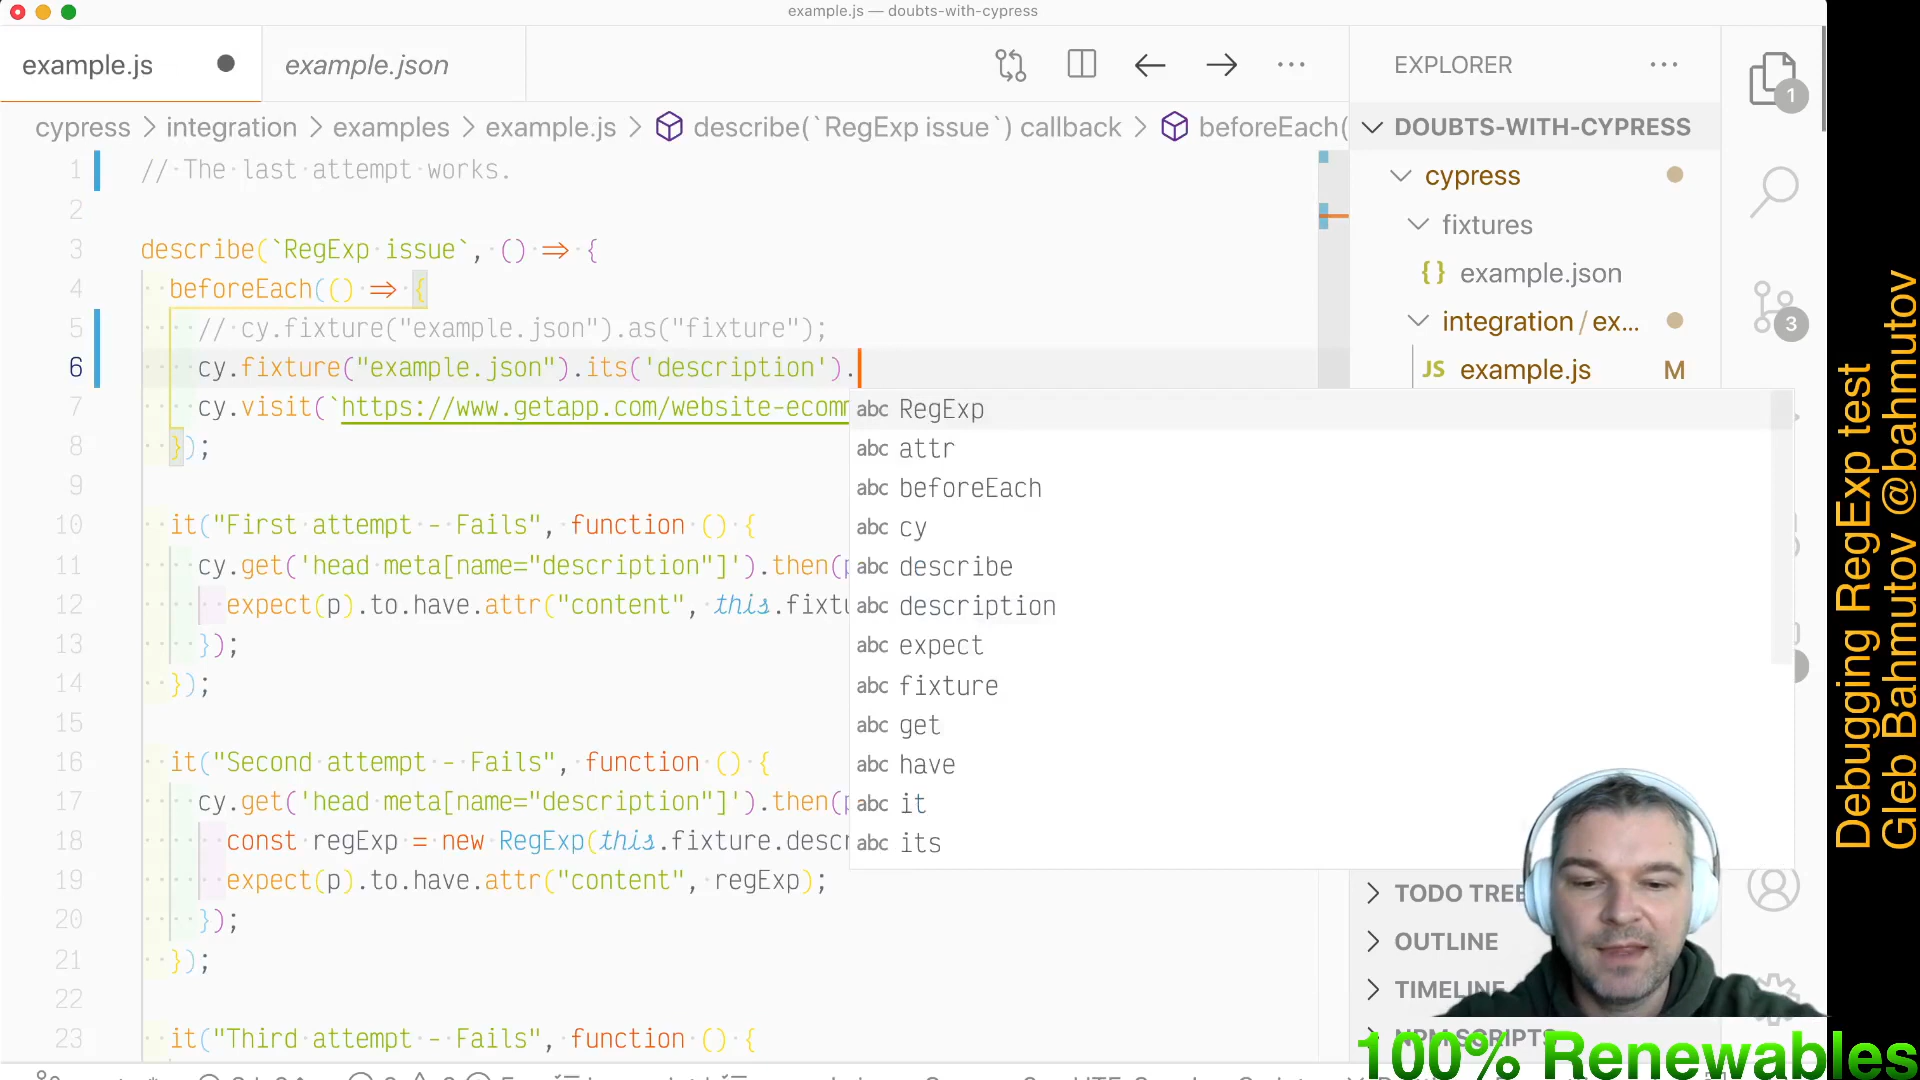 example.js — doubts-with-cypress
example.js
example.json
EXPLORER
cypress > integration > examples > example.js > describe(`RegExp issue`) callback > beforeEach(
DOUBTS-WITH-CYPRESS
1 // The last attempt works.
2
3 describe(`RegExp issue`, () => {
4 beforeEach(() => {
5 // cy.fixture("example.json").as("fixture");
6 cy.fixture("example.json").its('description').
7 cy.visit(`https://www.getapp.com/website-ecomm
8 });
9
10 it("First attempt - Fails", function () {
11 cy.get('head meta[name="description"]').then(p
12 expect(p).to.have.attr("content", this.fixtu
13 });
14 });
15
16 it("Second attempt - Fails", function () {
17 cy.get('head meta[name="description"]').then(p
18 const regExp = new RegExp(this.fixture.descr
19 expect(p).to.have.attr("content", regExp);
20 });
21 });
22
23 it("Third attempt - Fails", function () {
abc RegExp
abc attr
abc beforeEach
abc cy
abc describe
abc description
abc expect
abc fixture
abc get
abc have
abc it
abc its
cypress
fixtures
{} example.json
integration / ex...
JS example.js M
TODO TREE
OUTLINE
TIMELINE
NPM SCRIPTS
1
3
Debugging RegExp test
Gleb Bahmutov @bahmutov
100% Renewables